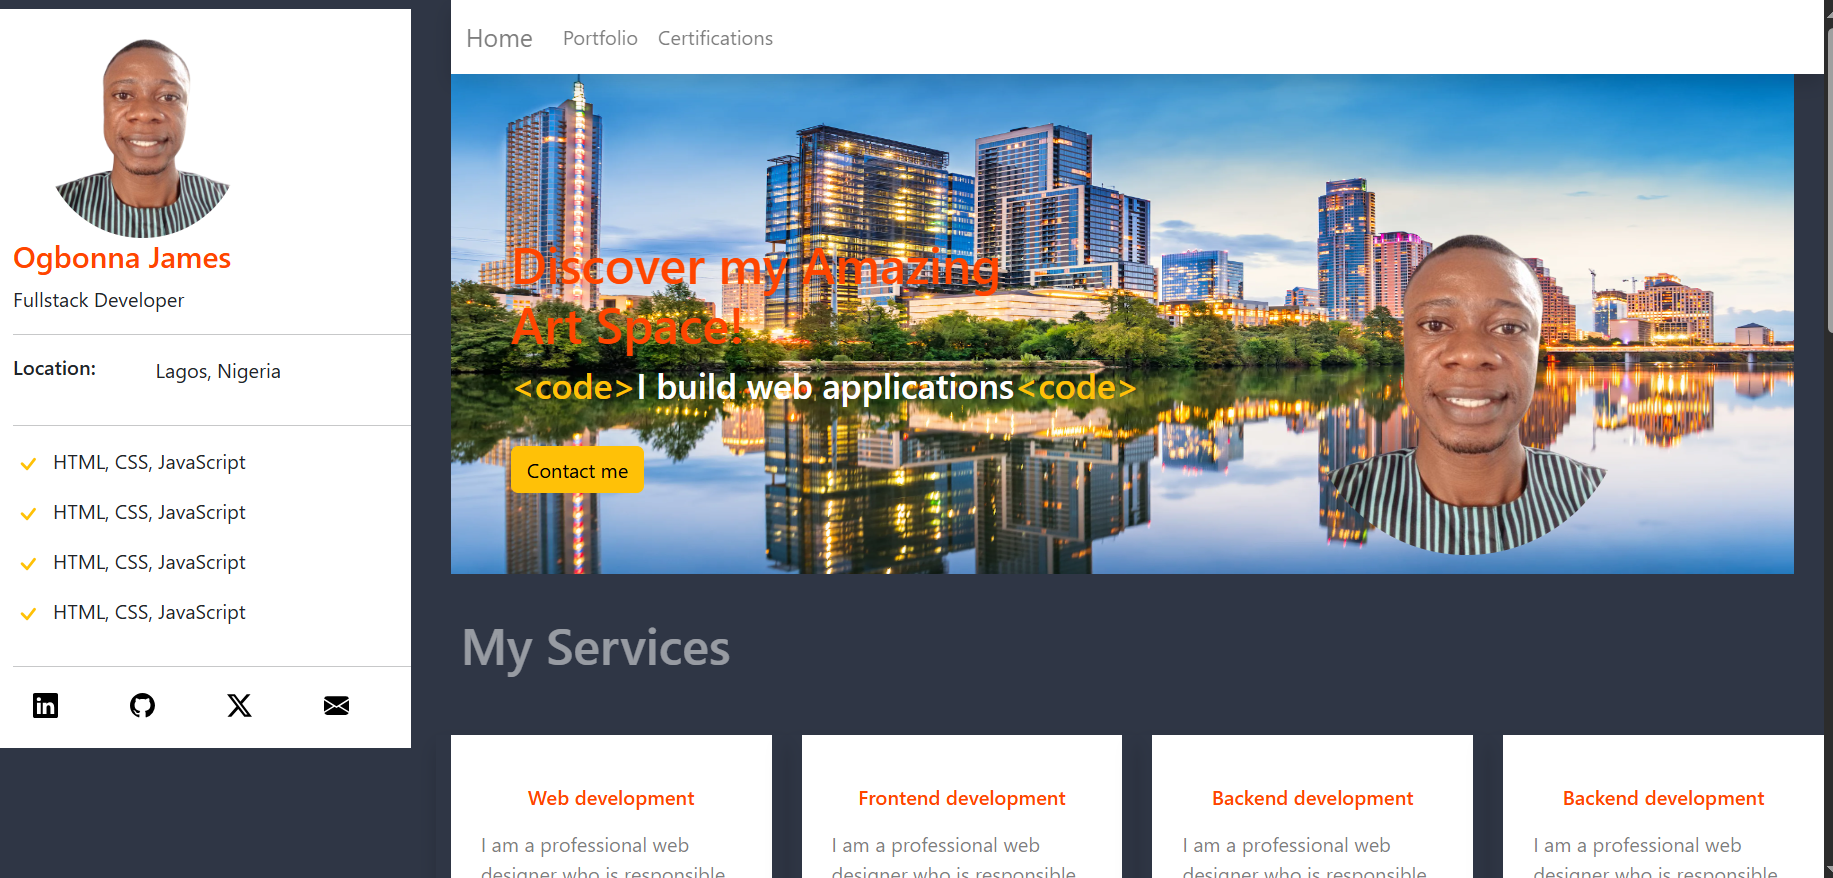 Ogbonna James
Fullstack Developer
Location: Lagos, Nigeria
HTML, CSS, JavaScript
HTML, CSS, JavaScript
HTML, CSS, JavaScript
HTML, CSS, JavaScript
in
Home Portfolio Certifications
Discover my Amazing
Art Space!
<code>I build web applications<code>
Contact me
My Services
Web development
I am a professional web
designer who is responsible
Frontend development
I am a professional web
designer who is responsible
Backend development
I am a professional web
designer who is responsible
Backend development
I am a professional web
designer who is responsible